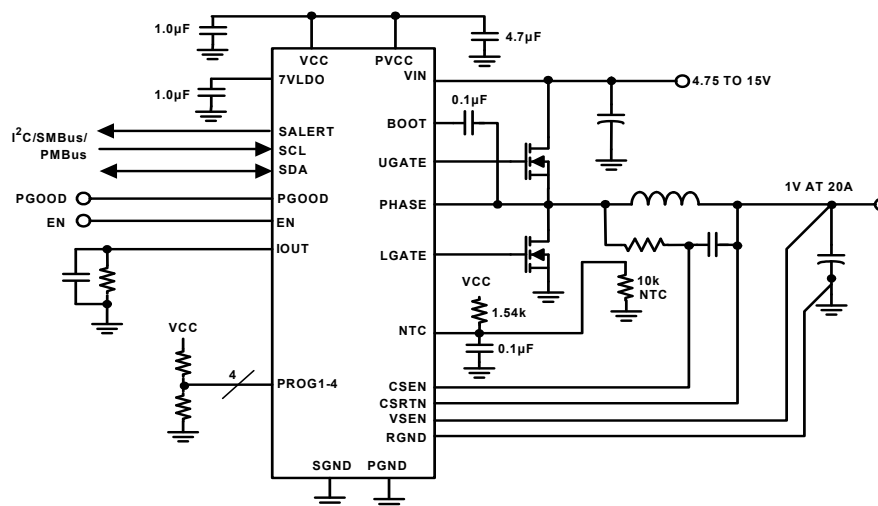 1.0µF
4.7µF
VCC
PVCC
VIN
7VLDO
1.0µF
4.75 TO 15V
0.1µF
BOOT
I²C/SMBus/
PMBus
SALERT
SCL
SDA
UGATE
PGOOD
PGOOD
PHASE
1V AT 20A
EN
EN
IOUT
LGATE
VCC
10k
NTC
1.54k
VCC
NTC
0.1µF
4
PROG1-4
CSEN
CSRTN
VSEN
RGND
SGND
PGND